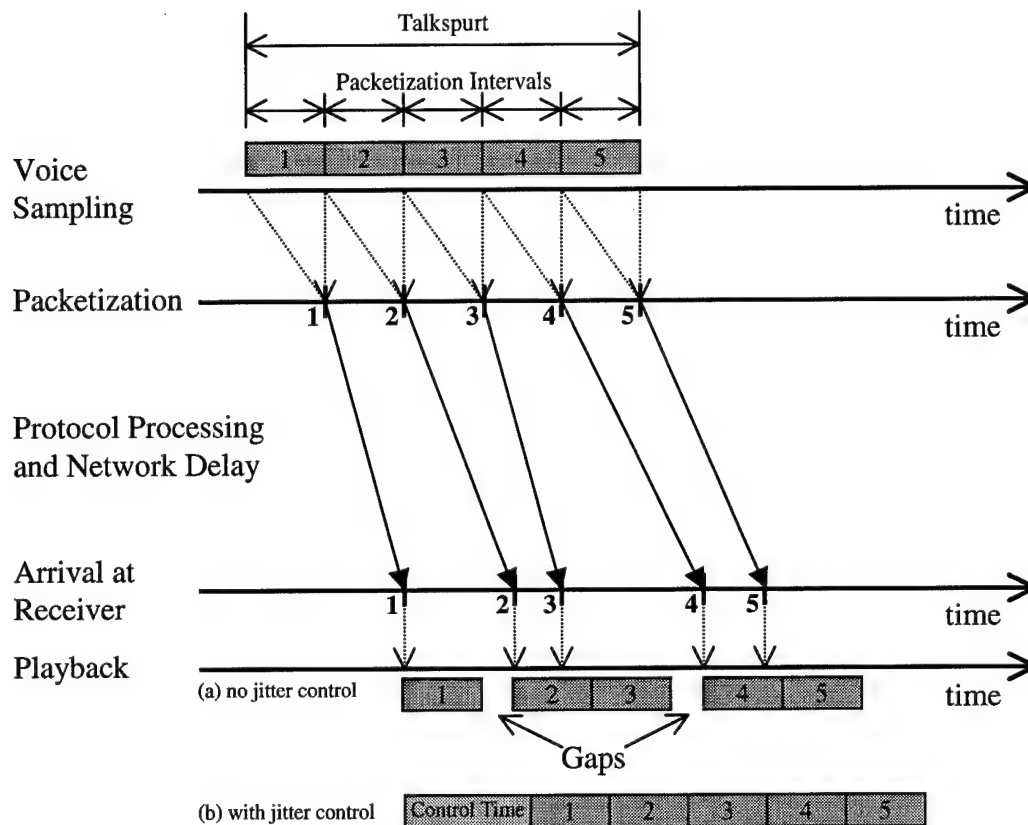 Talkspurt
Packetization Intervals
1 2 3 4 5
Voice
Sampling
time
Packetization
1 2 3 4 5
time
Protocol Processing
and Network Delay
Arrival at
Receiver
1 2 3 4 5
time
Playback
(a) no jitter control
1 2 3 4 5
time
Gaps
(b) with jitter control
Control Time 1 2 3 4 5